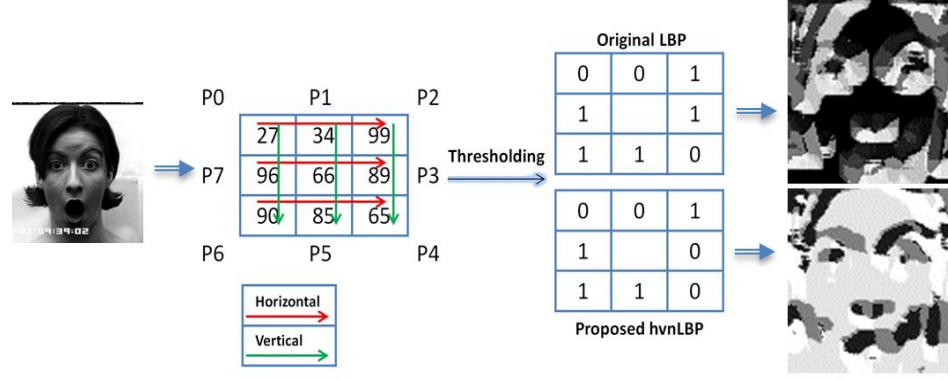 Original LBP
0 0 1
1 1
1 1 0
P0 P1 P2
27 34 99
P7 96 66 89 P3
90 85 65
P6 P5 P4
Thresholding
0 0 1
1 0
1 1 0
Proposed hvnLBP
Horizontal
Vertical